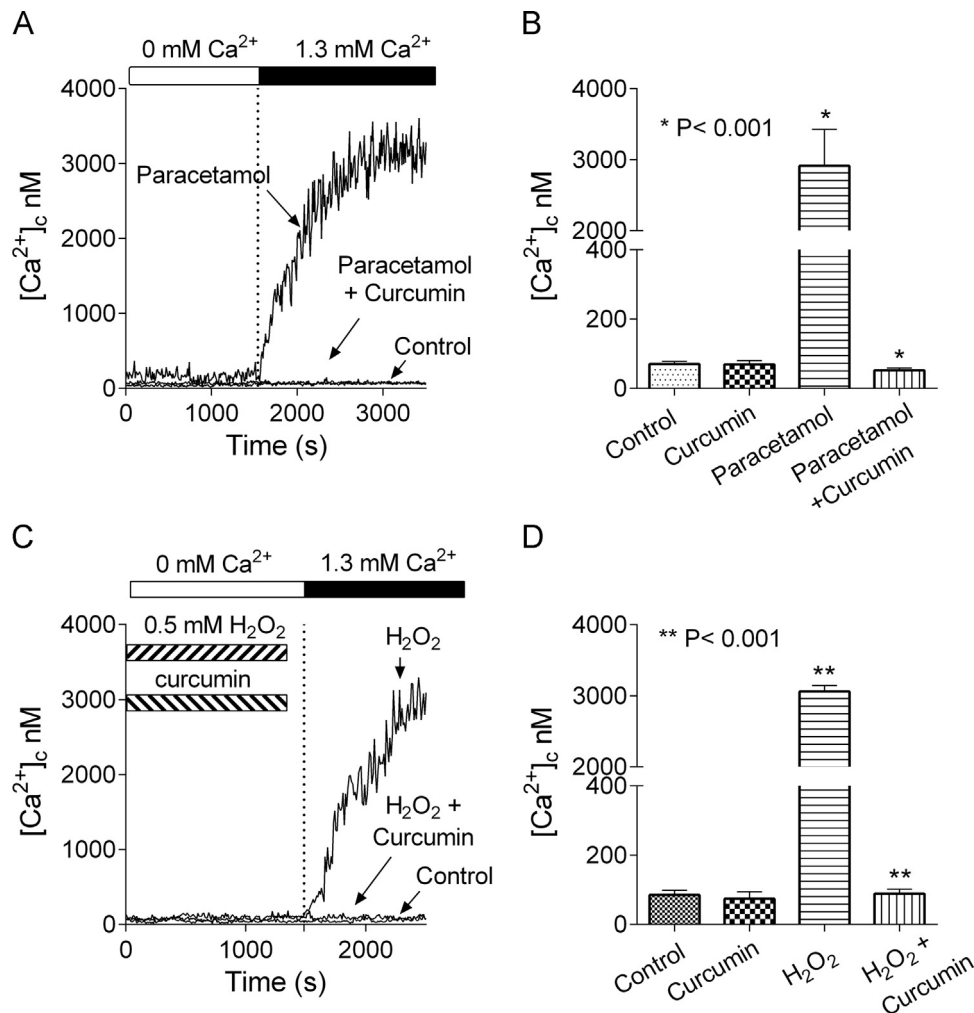 A
0 mM Ca²⁺ 1.3 mM Ca²⁺
4000
3000
2000
1000
0
[Ca²⁺]c nM
Paracetamol
Paracetamol
+ Curcumin
Control
0 1000 2000 3000
Time (s)
B
4000
3000
2000
400
200
0
[Ca²⁺]c nM
* P< 0.001
*
*
Control
Curcumin
Paracetamol
Paracetamol
+Curcumin
C
0 mM Ca²⁺ 1.3 mM Ca²⁺
4000
3000
2000
1000
0
[Ca²⁺]c nM
0.5 mM H₂O₂
curcumin
H₂O₂
H₂O₂ +
Curcumin
Control
0 1000 2000
Time (s)
D
4000
3000
2000
200
100
0
[Ca²⁺]c nM
** P< 0.001
**
**
Control
Curcumin
H₂O₂
H₂O₂ +
Curcumin